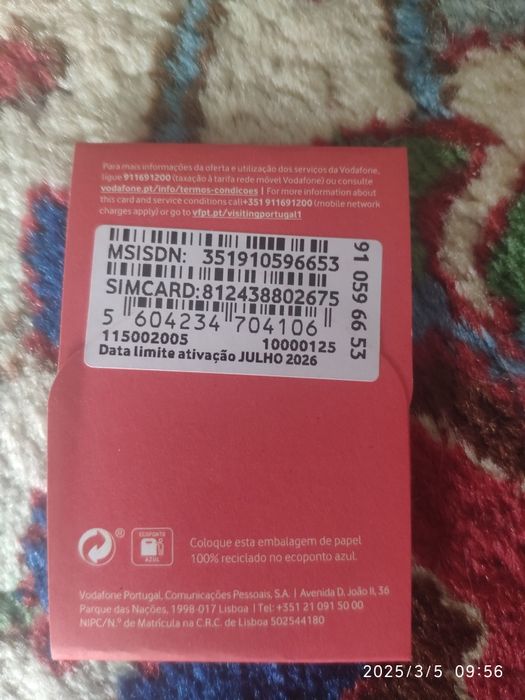 Para mais informações da oferta e utilização dos serviços da Vodafone,
ligue 911691200 (taxação à tarifa rede móvel Vodafone) ou consulte
vodafone.pt/info/termos-condicoes | For more information about
this card and service conditions call+351 911691200 (mobile network
charges apply) or go to vfpt.pt/visitingportugal1
MSISDN: 351910596653
SIMCARD:812438802675
5 604234 704106
115002005 10000125
Data limite ativação JULHO 2026
91 059 66 53
®
ECOPONTO
AZUL
Coloque esta embalagem de papel
100% reciclado no ecoponto azul.
Vodafone Portugal, Comunicações Pessoais, S.A. | Avenida D. João II, 36
Parque das Nações, 1998-017 Lisboa | Tel: +351 21 091 50 00
NIPC/N.º de Matrícula na C.R.C. de Lisboa 502544180
2025/3/5 09:56